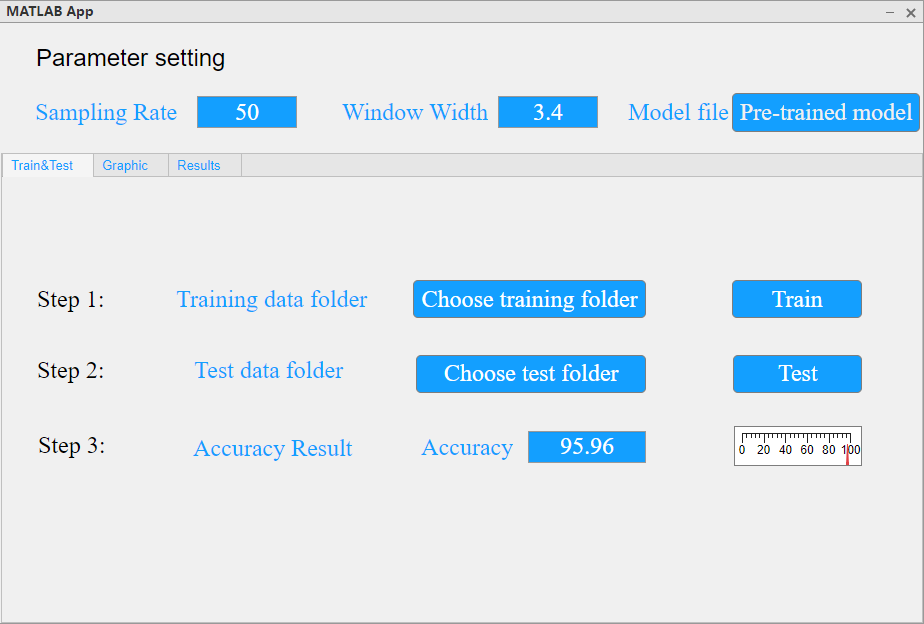 MATLAB App
Parameter setting
Sampling Rate 50 Window Width 3.4 Model file Pre-trained model
Train&Test Graphic Results
Step 1: Training data folder Choose training folder Train
Step 2: Test data folder Choose test folder Test
Step 3: Accuracy Result Accuracy 95.96
0 20 40 60 80 100